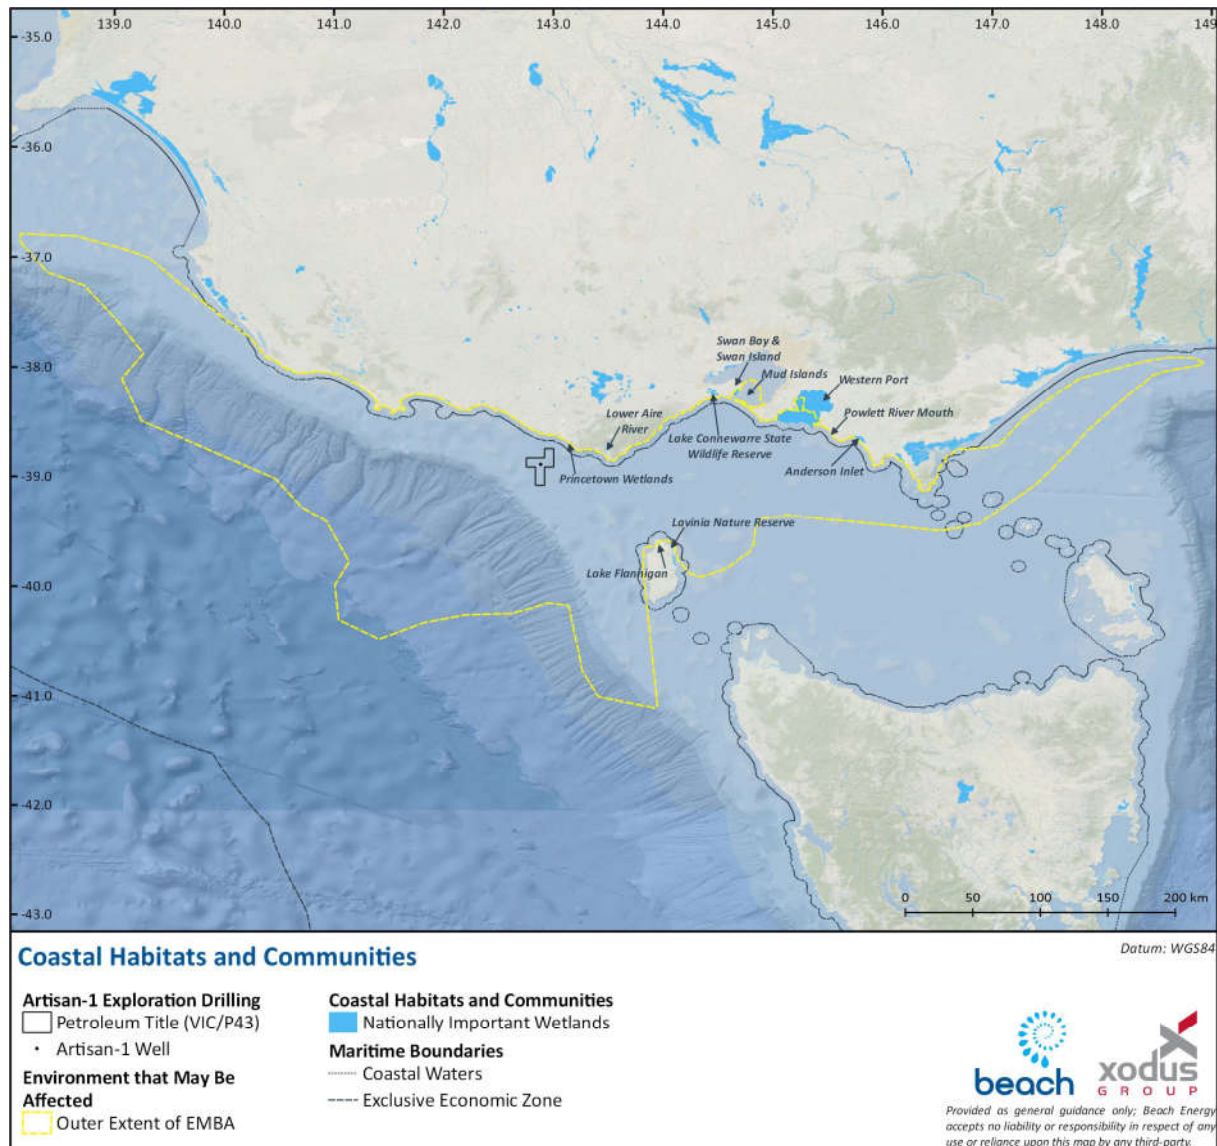 139.0 140.0 141.0 142.0 143.0 144.0 145.0 146.0 147.0 148.0 149
-35.0
-36.0
-37.0
-38.0
-39.0
-40.0
-41.0
-42.0
-43.0
Swan Bay &
Swan Island
Mud Islands
Western Port
Lower Aire
River
Powlett River Mouth
Lake Connewarre State
Wildlife Reserve
Anderson Inlet
Princetown Wetlands
Lavinia Nature Reserve
Lake Flannigan
0 50 100 150 200 km
Coastal Habitats and Communities
Datum: WGS84
Artisan-1 Exploration Drilling
Petroleum Title (VIC/P43)
Artisan-1 Well
Environment that May Be
Affected
Outer Extent of EMBA
Coastal Habitats and Communities
Nationally Important Wetlands
Maritime Boundaries
Coastal Waters
Exclusive Economic Zone
beach
xodus
GROUP
Provided as general guidance only; Beach Energy
accepts no liability or responsibility in respect of any
use or reliance upon this map by any third-party.